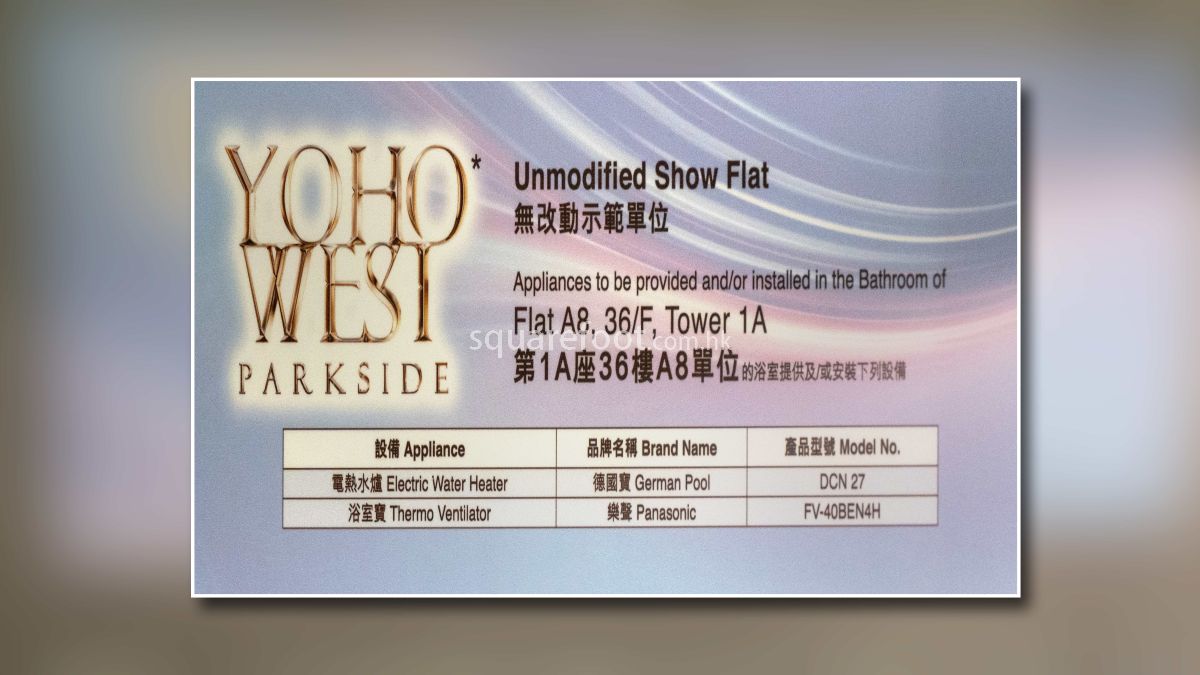 YOHO*
WEST
PARKSIDE
Unmodified Show Flat
無改動示範單位
Appliances to be provided and/or installed in the Bathroom of
Flat A8, 36/F, Tower 1A
squareroot.com.hk
第1A座36樓A8單位的浴室提供及/或安裝下列設備
設備 Appliance 品牌名稱 Brand Name 產品型號 Model No.
電熱水爐 Electric Water Heater 德國寶 German Pool DCN 27
浴室寶 Thermo Ventilator 樂聲 Panasonic FV-40BEN4H